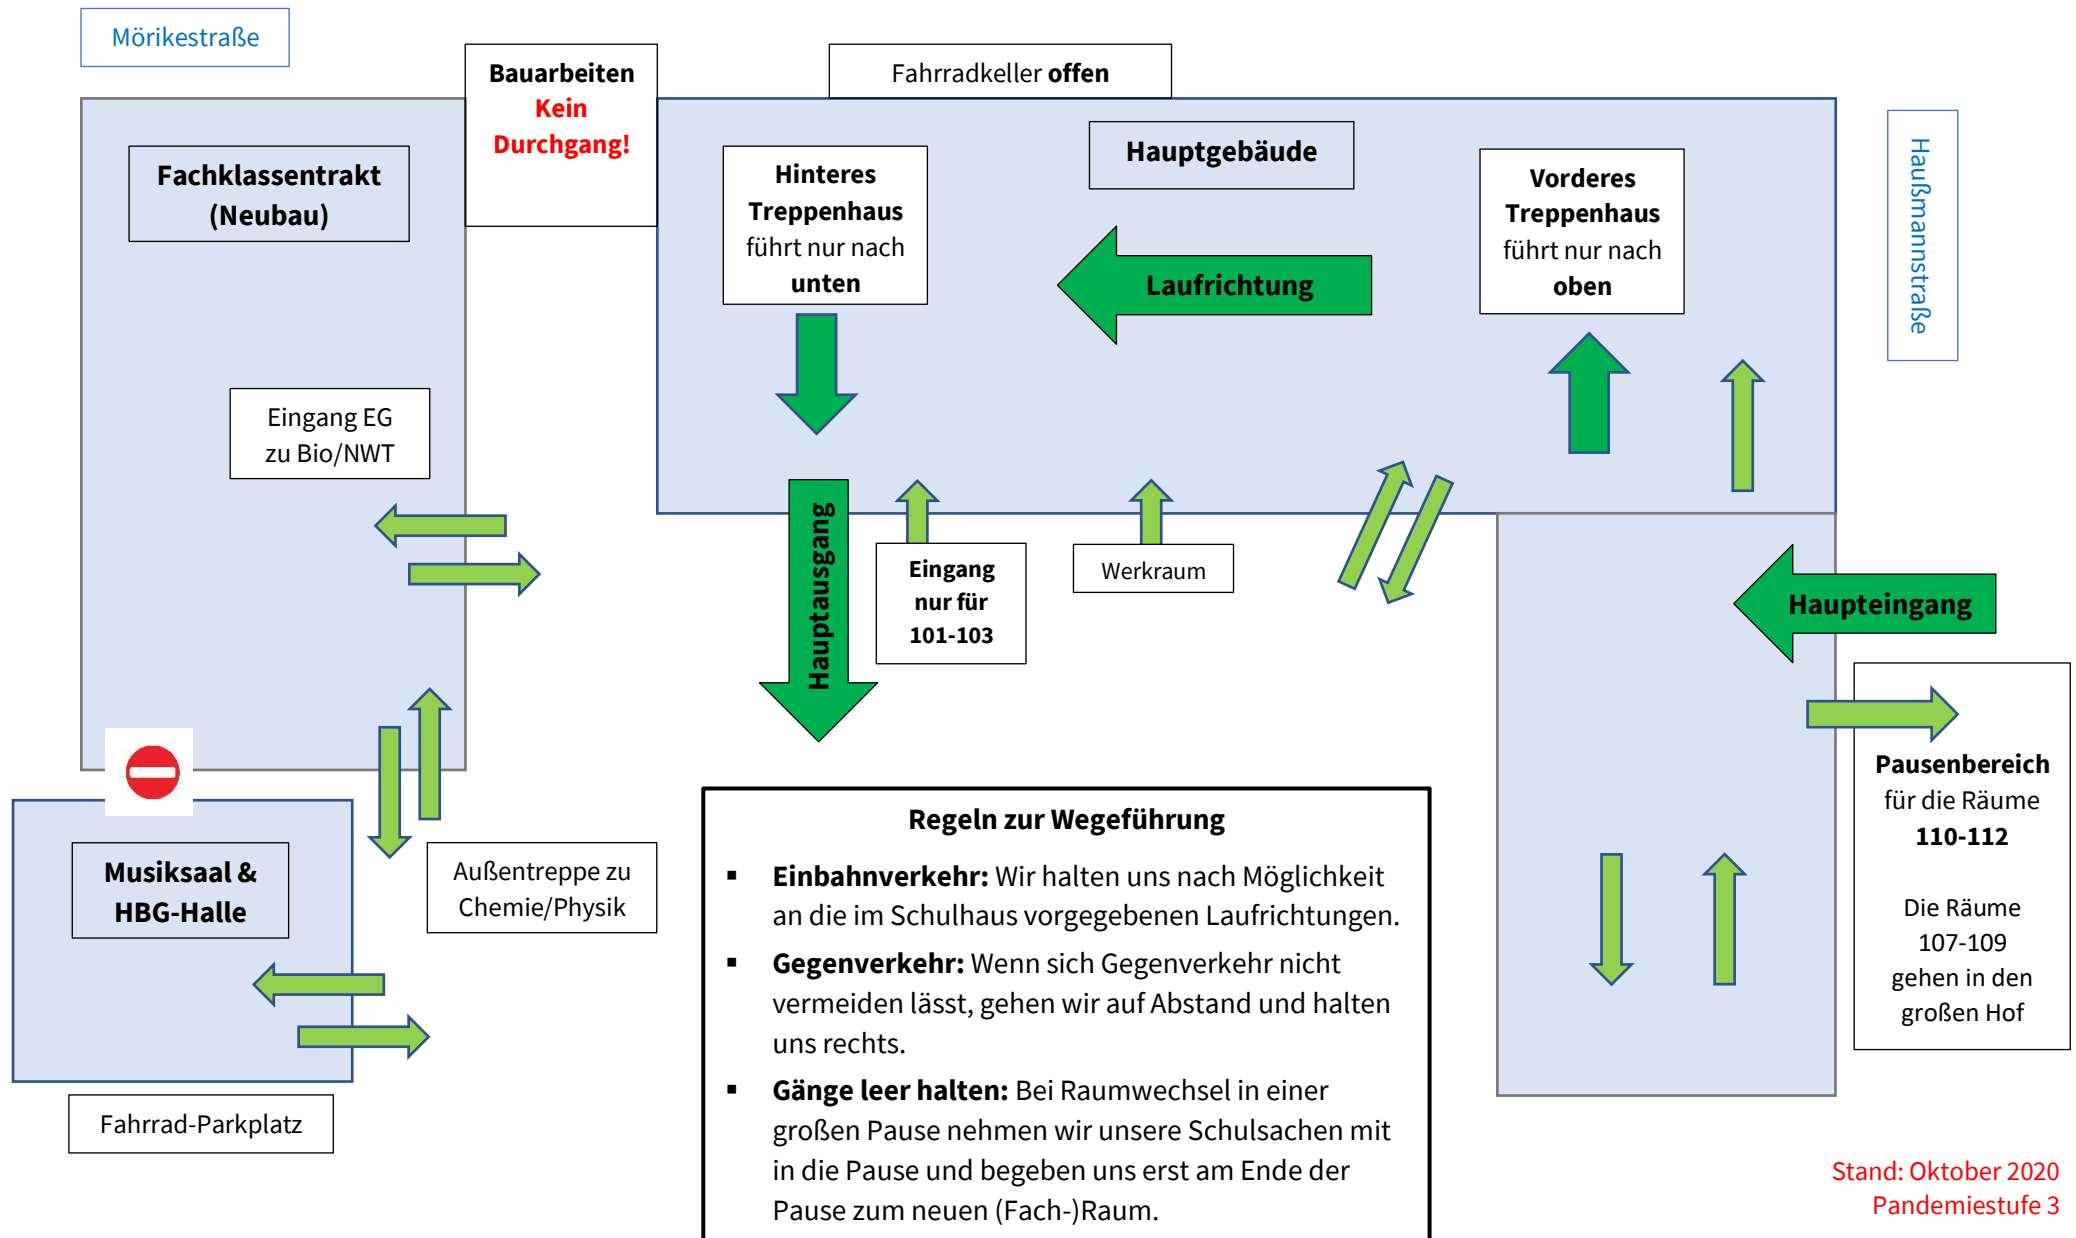 Mörikestraße
Bauarbeiten
Kein
Durchgang!
Fahrradkeller offen
Haußmannstraße
Fachklassentrakt
(Neubau)
Hinteres
Treppenhaus
führt nur nach
unten
Hauptgebäude
Laufrichtung
Vorderes
Treppenhaus
führt nur nach
oben
Eingang EG
zu Bio/NWT
Hauptausgang
Eingang
nur für
101-103
Werkraum
Haupteingang
Pausenbereich
für die Räume
110-112
Die Räume
107-109
gehen in den
großen Hof
Musiksaal &
HBG-Halle
Außentreppe zu
Chemie/Physik
Fahrrad-Parkplatz
Regeln zur Wegeführung
▪ Einbahnverkehr: Wir halten uns nach Möglichkeit
an die im Schulhaus vorgegebenen Laufrichtungen.
▪ Gegenverkehr: Wenn sich Gegenverkehr nicht
vermeiden lässt, gehen wir auf Abstand und halten
uns rechts.
▪ Gänge leer halten: Bei Raumwechsel in einer
großen Pause nehmen wir unsere Schulsachen mit
in die Pause und begeben uns erst am Ende der
Pause zum neuen (Fach-)Raum.
Stand: Oktober 2020
Pandemiestufe 3